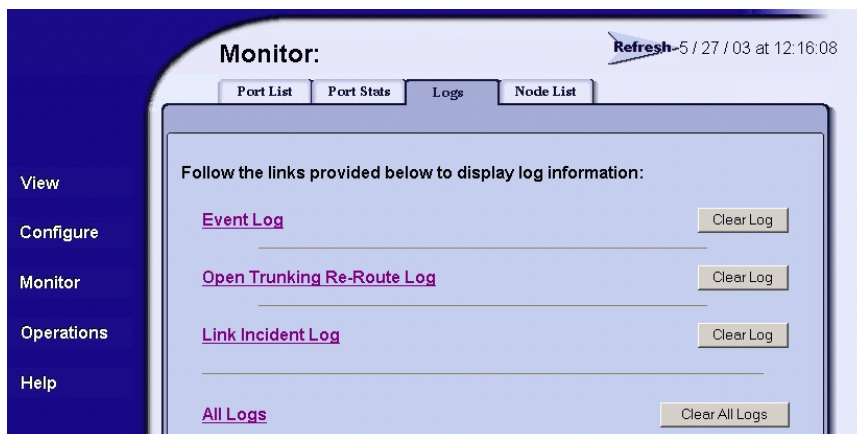 Monitor:
Refresh-5 / 27 / 03 at 12:16:08
Port List
Port Stats
Logs
Node List
View
Configure
Monitor
Operations
Help
Follow the links provided below to display log information:
Event Log
Clear Log
Open Trunking Re-Route Log
Clear Log
Link Incident Log
Clear Log
All Logs
Clear All Logs